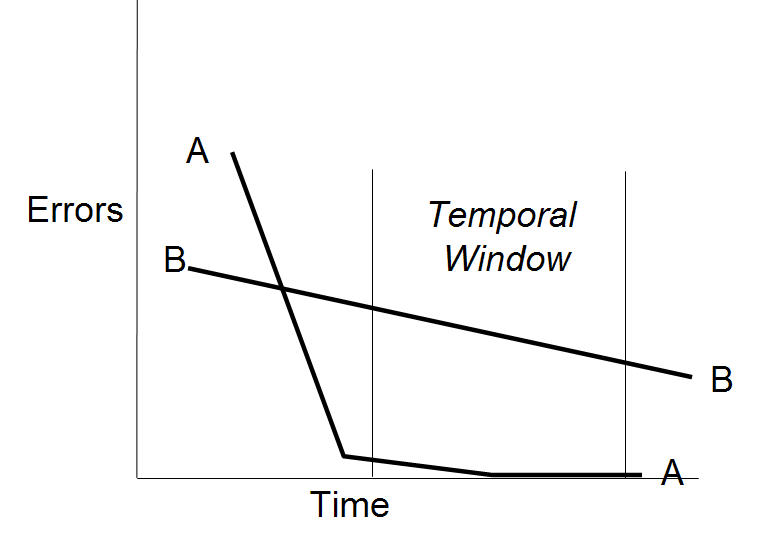 A
Errors
Temporal
Window
B
B
A
Time